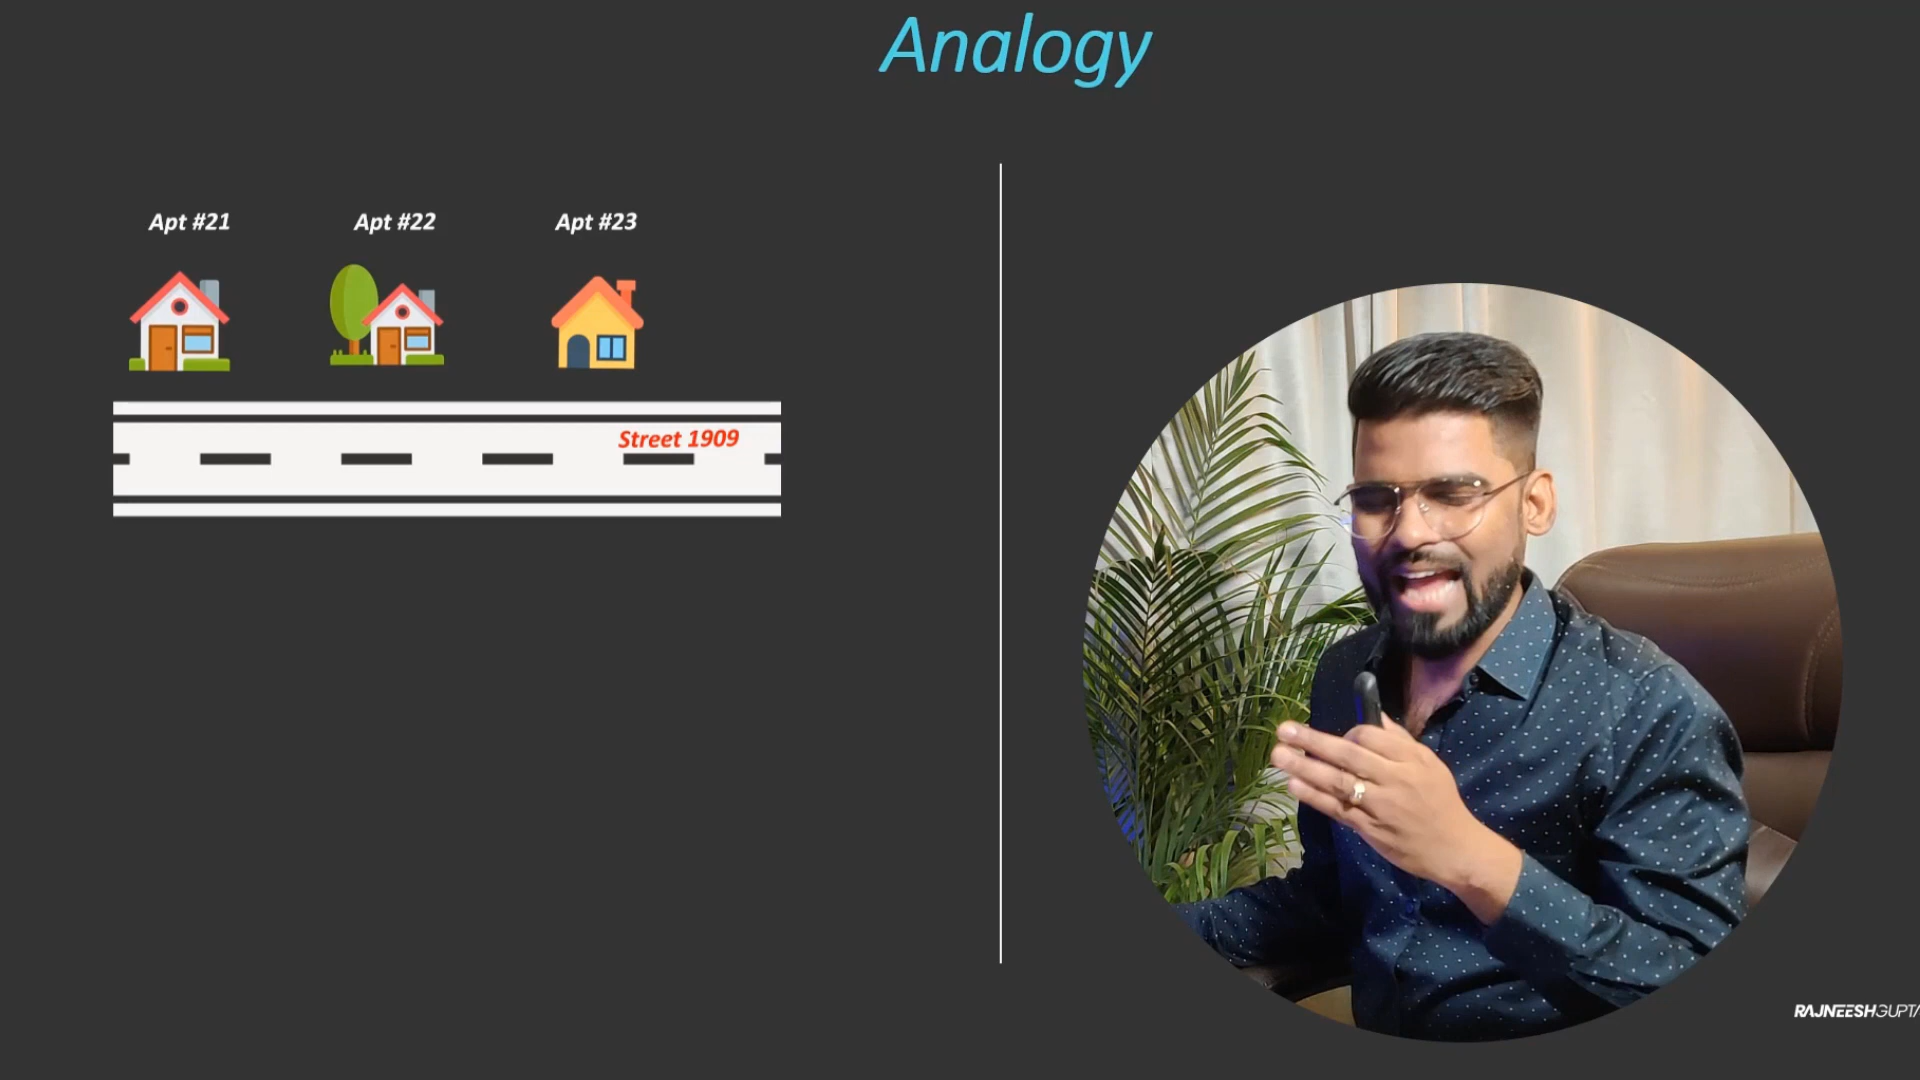 Analogy
Apt #21
Apt #22
Apt #23
Street 1909
RAJNEESHGUPTA